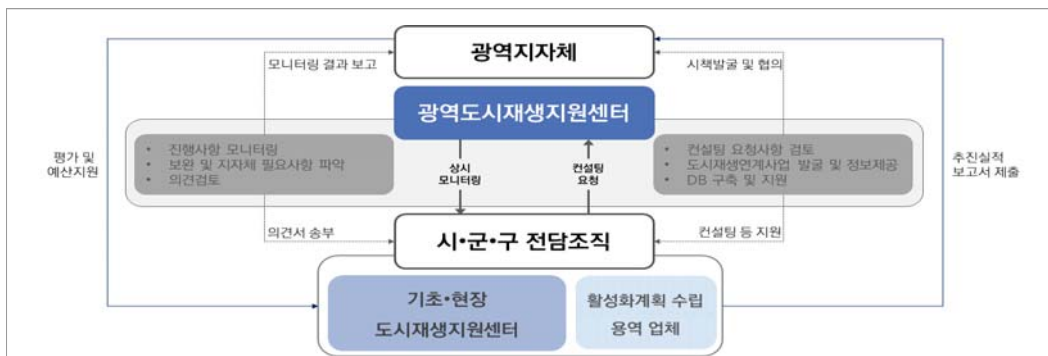 광역지자체
모니터링 결과 보고
시책발굴 및 협의
광역도시재생지원센터
평가 및
예산지원
• 진행사항 모니터링
• 보완 및 지자체 필요사항 파악
• 의견검토
상시
모니터링
컨설팅
요청
• 컨설팅 요청사항 검토
• 도시재생연계사업 발굴 및 정보제공
• DB 구축 및 지원
추진실적
보고서 제출
의견서 송부
시•군•구 전담조직
컨설팅 등 지원
기초•현장
도시재생지원센터
활성화계획 수립
용역 업체